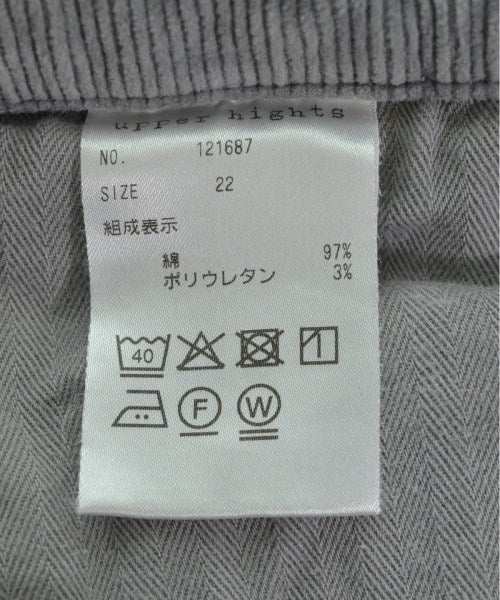 upper hights
NO. 121687
SIZE 22
組成表示
綿 97%
ポリウレタン 3%
40
F W